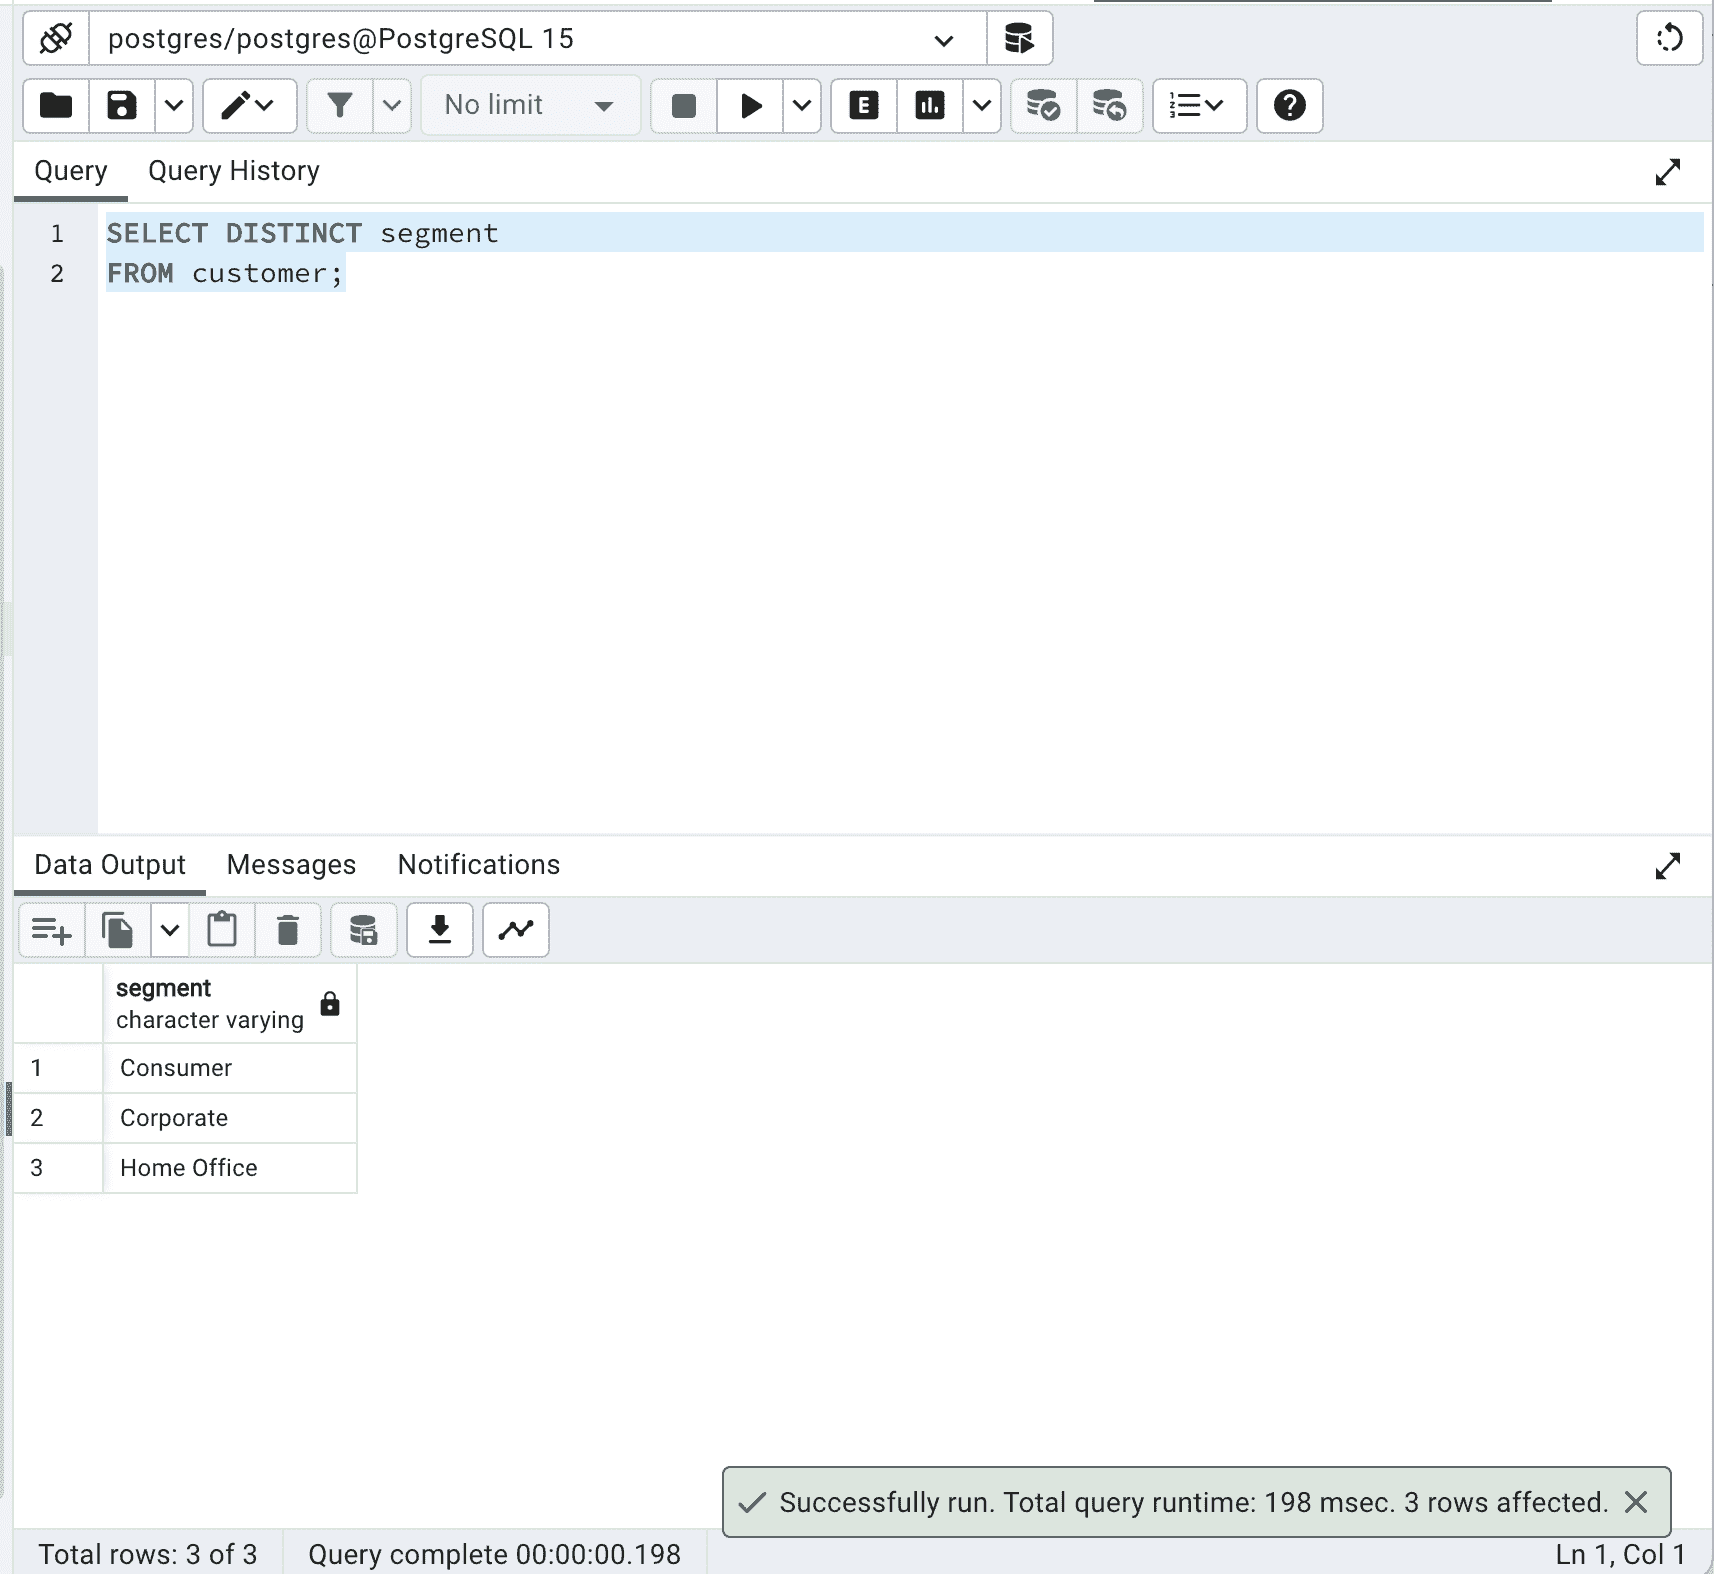 postgres/postgres@PostgreSQL 15
No limit
E
Query Query History
1 SELECT DISTINCT segment
2 FROM customer;
Data Output Messages Notifications
segment
character varying
1 Consumer
2 Corporate
3 Home Office
Successfully run. Total query runtime: 198 msec. 3 rows affected.
Total rows: 3 of 3 Query complete 00:00:00.198 Ln 1, Col 1